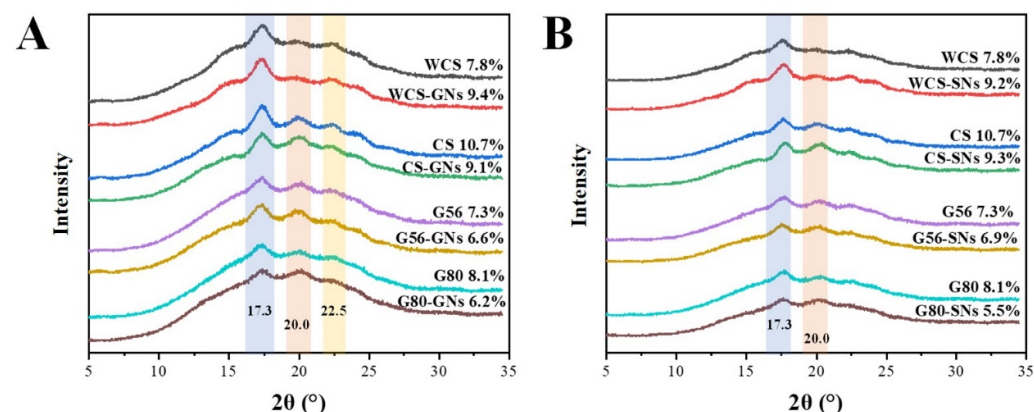 A
WCS 7.8%
WCS-GNs 9.4%
CS 10.7%
CS-GNs 9.1%
G56 7.3%
G56-GNs 6.6%
G80 8.1%
G80-GNs 6.2%
17.3
20.0
22.5
Intensity
5 10 15 20 25 30 35
2θ (°)
B
WCS 7.8%
WCS-SNs 9.2%
CS 10.7%
CS-SNs 9.3%
G56 7.3%
G56-SNs 6.9%
G80 8.1%
G80-SNs 5.5%
17.3
20.0
Intensity
5 10 15 20 25 30 35
2θ (°)